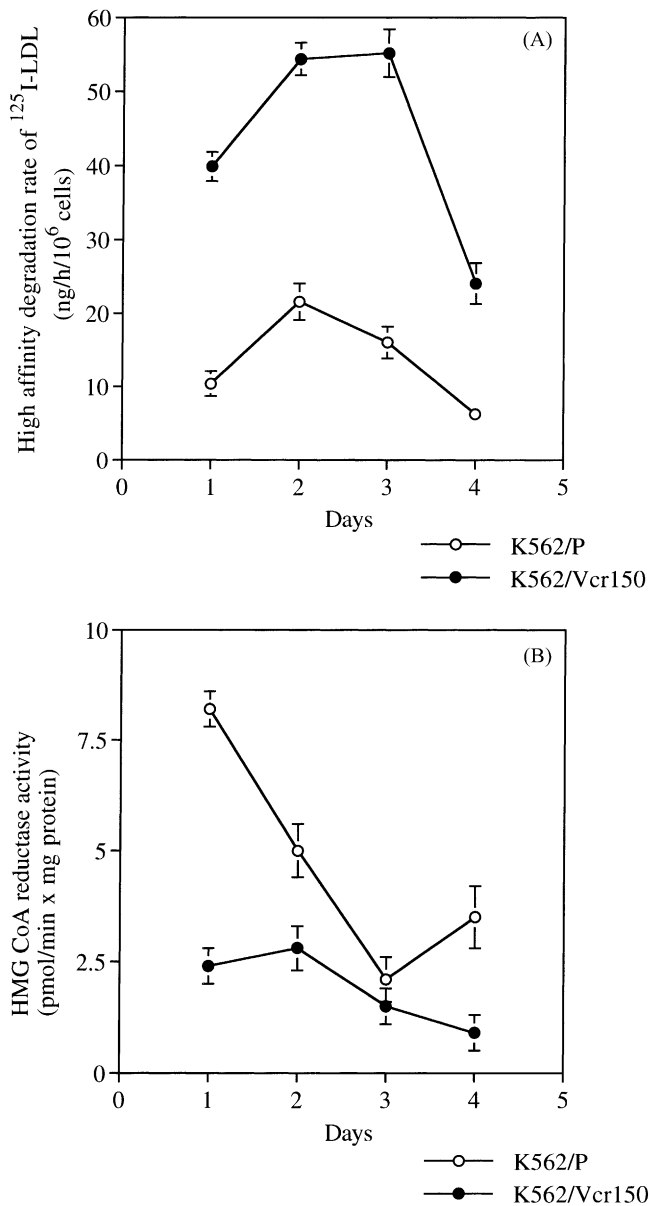 60
(A)
50
40
30
20
10
0
High affinity degradation rate of ¹²⁵I-LDL
(ng/h/10⁶ cells)
0 1 2 3 4 5
Days
K562/P
K562/Vcr150
10
(B)
7.5
5
2.5
0
HMG CoA reductase activity
(pmol/min x mg protein)
0 1 2 3 4 5
Days
K562/P
K562/Vcr150